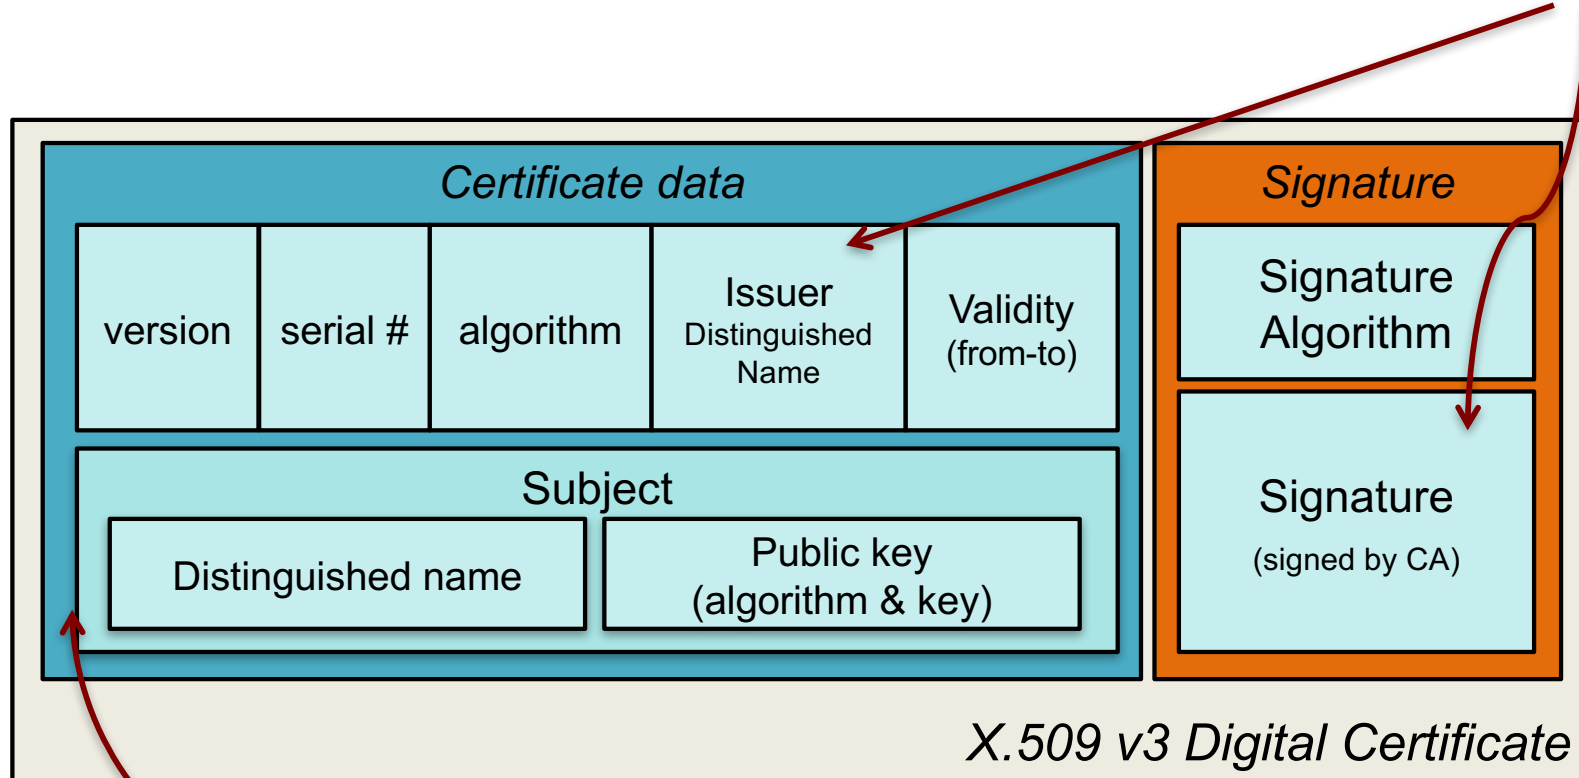 Certificate data
Signature
version
serial #
algorithm
Issuer
Distinguished
Name
Validity
(from-to)
Signature
Algorithm
Subject
Distinguished name
Public key
(algorithm & key)
Signature
(signed by CA)
X.509 v3 Digital Certificate